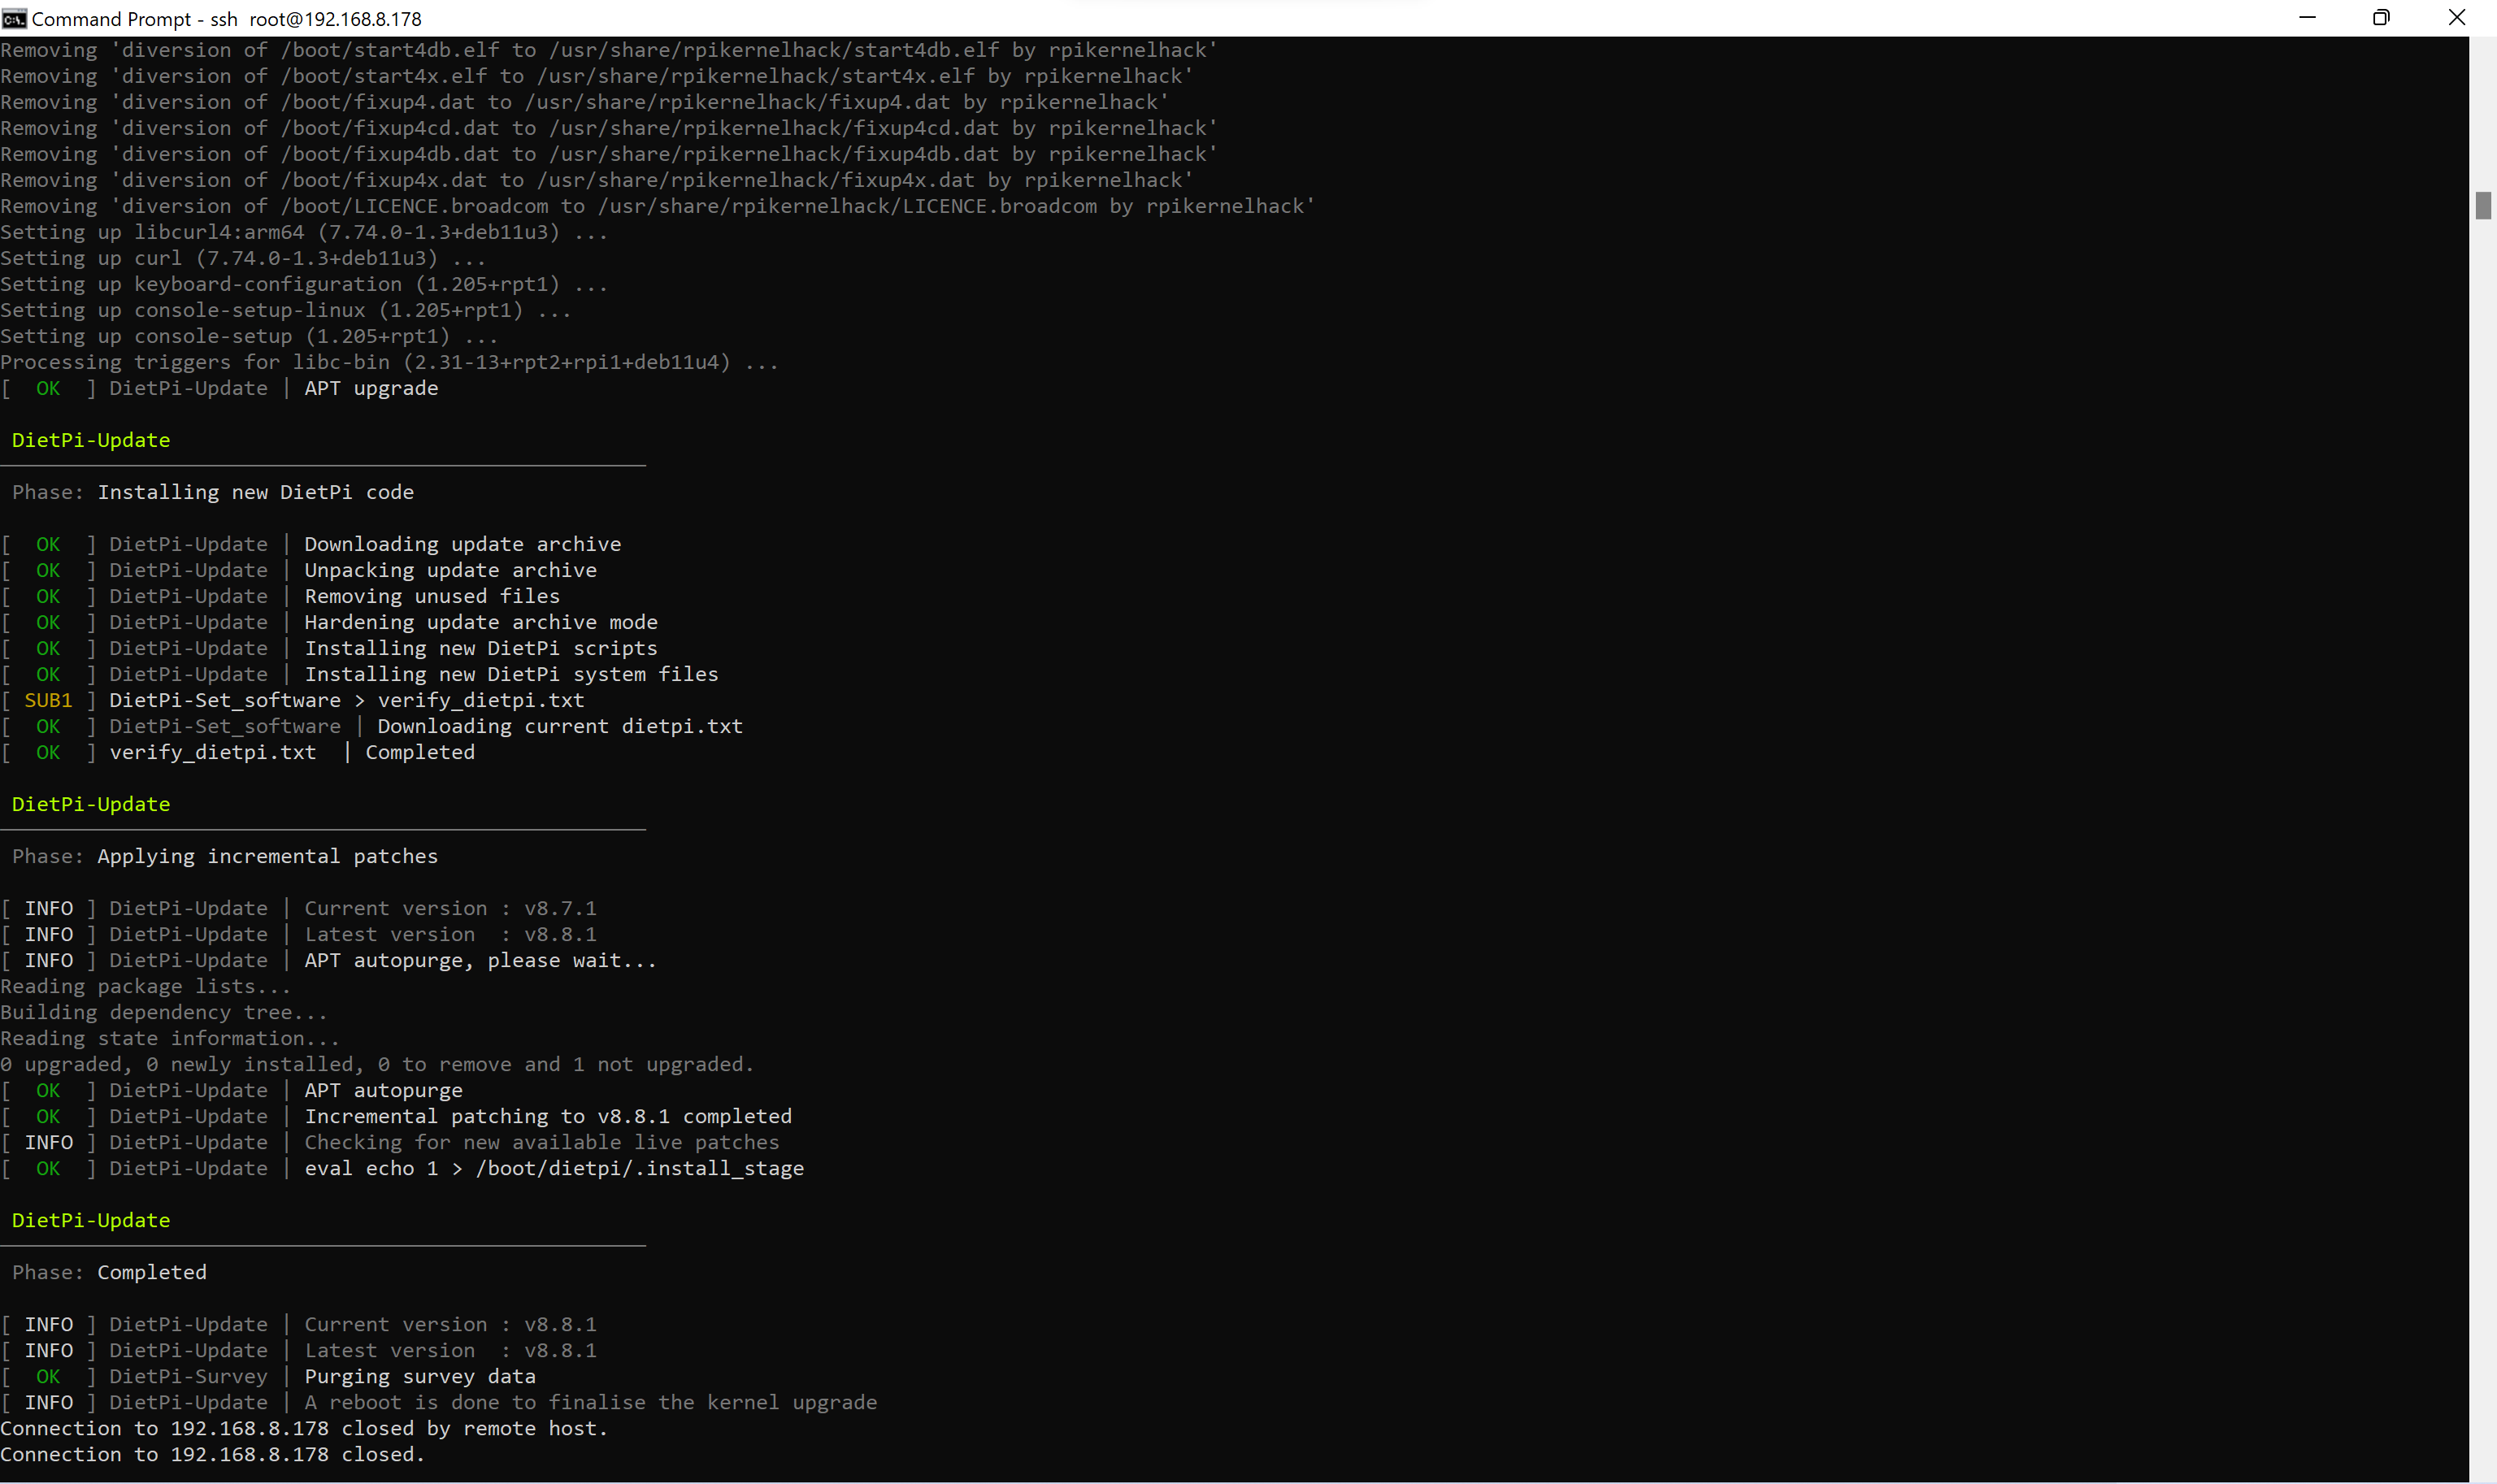 Command Prompt - ssh  root@192.168.8.178
Removing 'diversion of /boot/start4db.elf to /usr/share/rpikernelhack/start4db.elf by rpikernelhack'
Removing 'diversion of /boot/start4x.elf to /usr/share/rpikernelhack/start4x.elf by rpikernelhack'
Removing 'diversion of /boot/fixup4.dat to /usr/share/rpikernelhack/fixup4.dat by rpikernelhack'
Removing 'diversion of /boot/fixup4cd.dat to /usr/share/rpikernelhack/fixup4cd.dat by rpikernelhack'
Removing 'diversion of /boot/fixup4db.dat to /usr/share/rpikernelhack/fixup4db.dat by rpikernelhack'
Removing 'diversion of /boot/fixup4x.dat to /usr/share/rpikernelhack/fixup4x.dat by rpikernelhack'
Removing 'diversion of /boot/LICENCE.broadcom to /usr/share/rpikernelhack/LICENCE.broadcom by rpikernelhack'
Setting up libcurl4:arm64 (7.74.0-1.3+deb11u3) ...
Setting up curl (7.74.0-1.3+deb11u3) ...
Setting up keyboard-configuration (1.205+rpt1) ...
Setting up console-setup-linux (1.205+rpt1) ...
Setting up console-setup (1.205+rpt1) ...
Processing triggers for libc-bin (2.31-13+rpt2+rpi1+deb11u4) ...
[  OK  ] DietPi-Update | APT upgrade
DietPi-Update
Phase: Installing new DietPi code
[  OK  ] DietPi-Update | Downloading update archive
[  OK  ] DietPi-Update | Unpacking update archive
[  OK  ] DietPi-Update | Removing unused files
[  OK  ] DietPi-Update | Hardening update archive mode
[  OK  ] DietPi-Update | Installing new DietPi scripts
[  OK  ] DietPi-Update | Installing new DietPi system files
[ SUB1 ] DietPi-Set_software > verify_dietpi.txt
[  OK  ] DietPi-Set_software | Downloading current dietpi.txt
[  OK  ] verify_dietpi.txt  | Completed
DietPi-Update
Phase: Applying incremental patches
[ INFO ] DietPi-Update | Current version : v8.7.1
[ INFO ] DietPi-Update | Latest version  : v8.8.1
[ INFO ] DietPi-Update | APT autopurge, please wait...
Reading package lists...
Building dependency tree...
Reading state information...
0 upgraded, 0 newly installed, 0 to remove and 1 not upgraded.
[  OK  ] DietPi-Update | APT autopurge
[  OK  ] DietPi-Update | Incremental patching to v8.8.1 completed
[ INFO ] DietPi-Update | Checking for new available live patches
[  OK  ] DietPi-Update | eval echo 1 > /boot/dietpi/.install_stage
DietPi-Update
Phase: Completed
[ INFO ] DietPi-Update | Current version : v8.8.1
[ INFO ] DietPi-Update | Latest version  : v8.8.1
[  OK  ] DietPi-Survey | Purging survey data
[ INFO ] DietPi-Update | A reboot is done to finalise the kernel upgrade
Connection to 192.168.8.178 closed by remote host.
Connection to 192.168.8.178 closed.